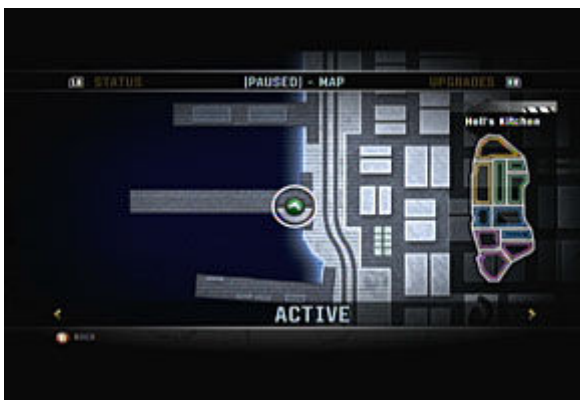 LB STATUS [PAUSED] - MAP UPGRADES RB
Hell's Kitchen
ACTIVE
B BACK